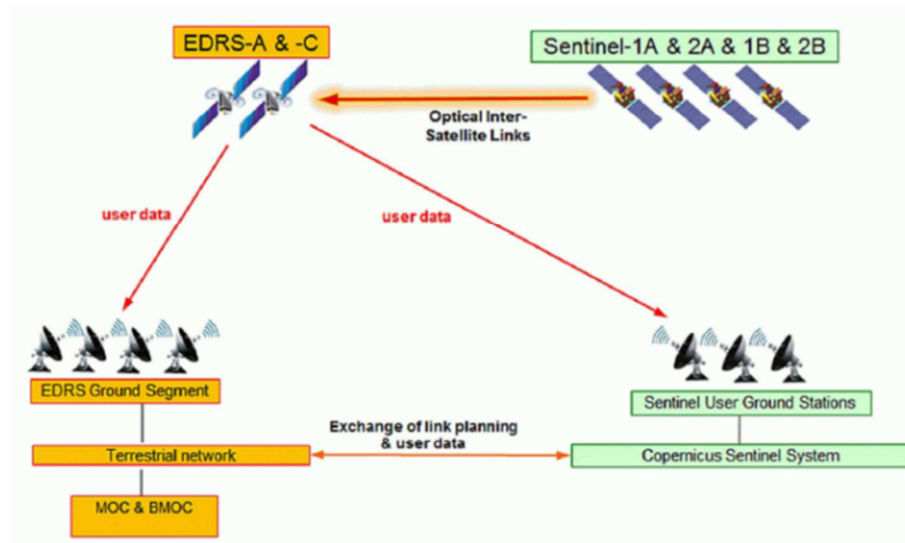 EDRS-A & -C
Sentinel-1A & 2A & 1B & 2B
Optical Inter-
Satellite Links
user data
user data
EDRS Ground Segment
Sentinel User Ground Stations
Exchange of link planning
& user data
Terrestrial network
Copernicus Sentinel System
MOC & BMOC